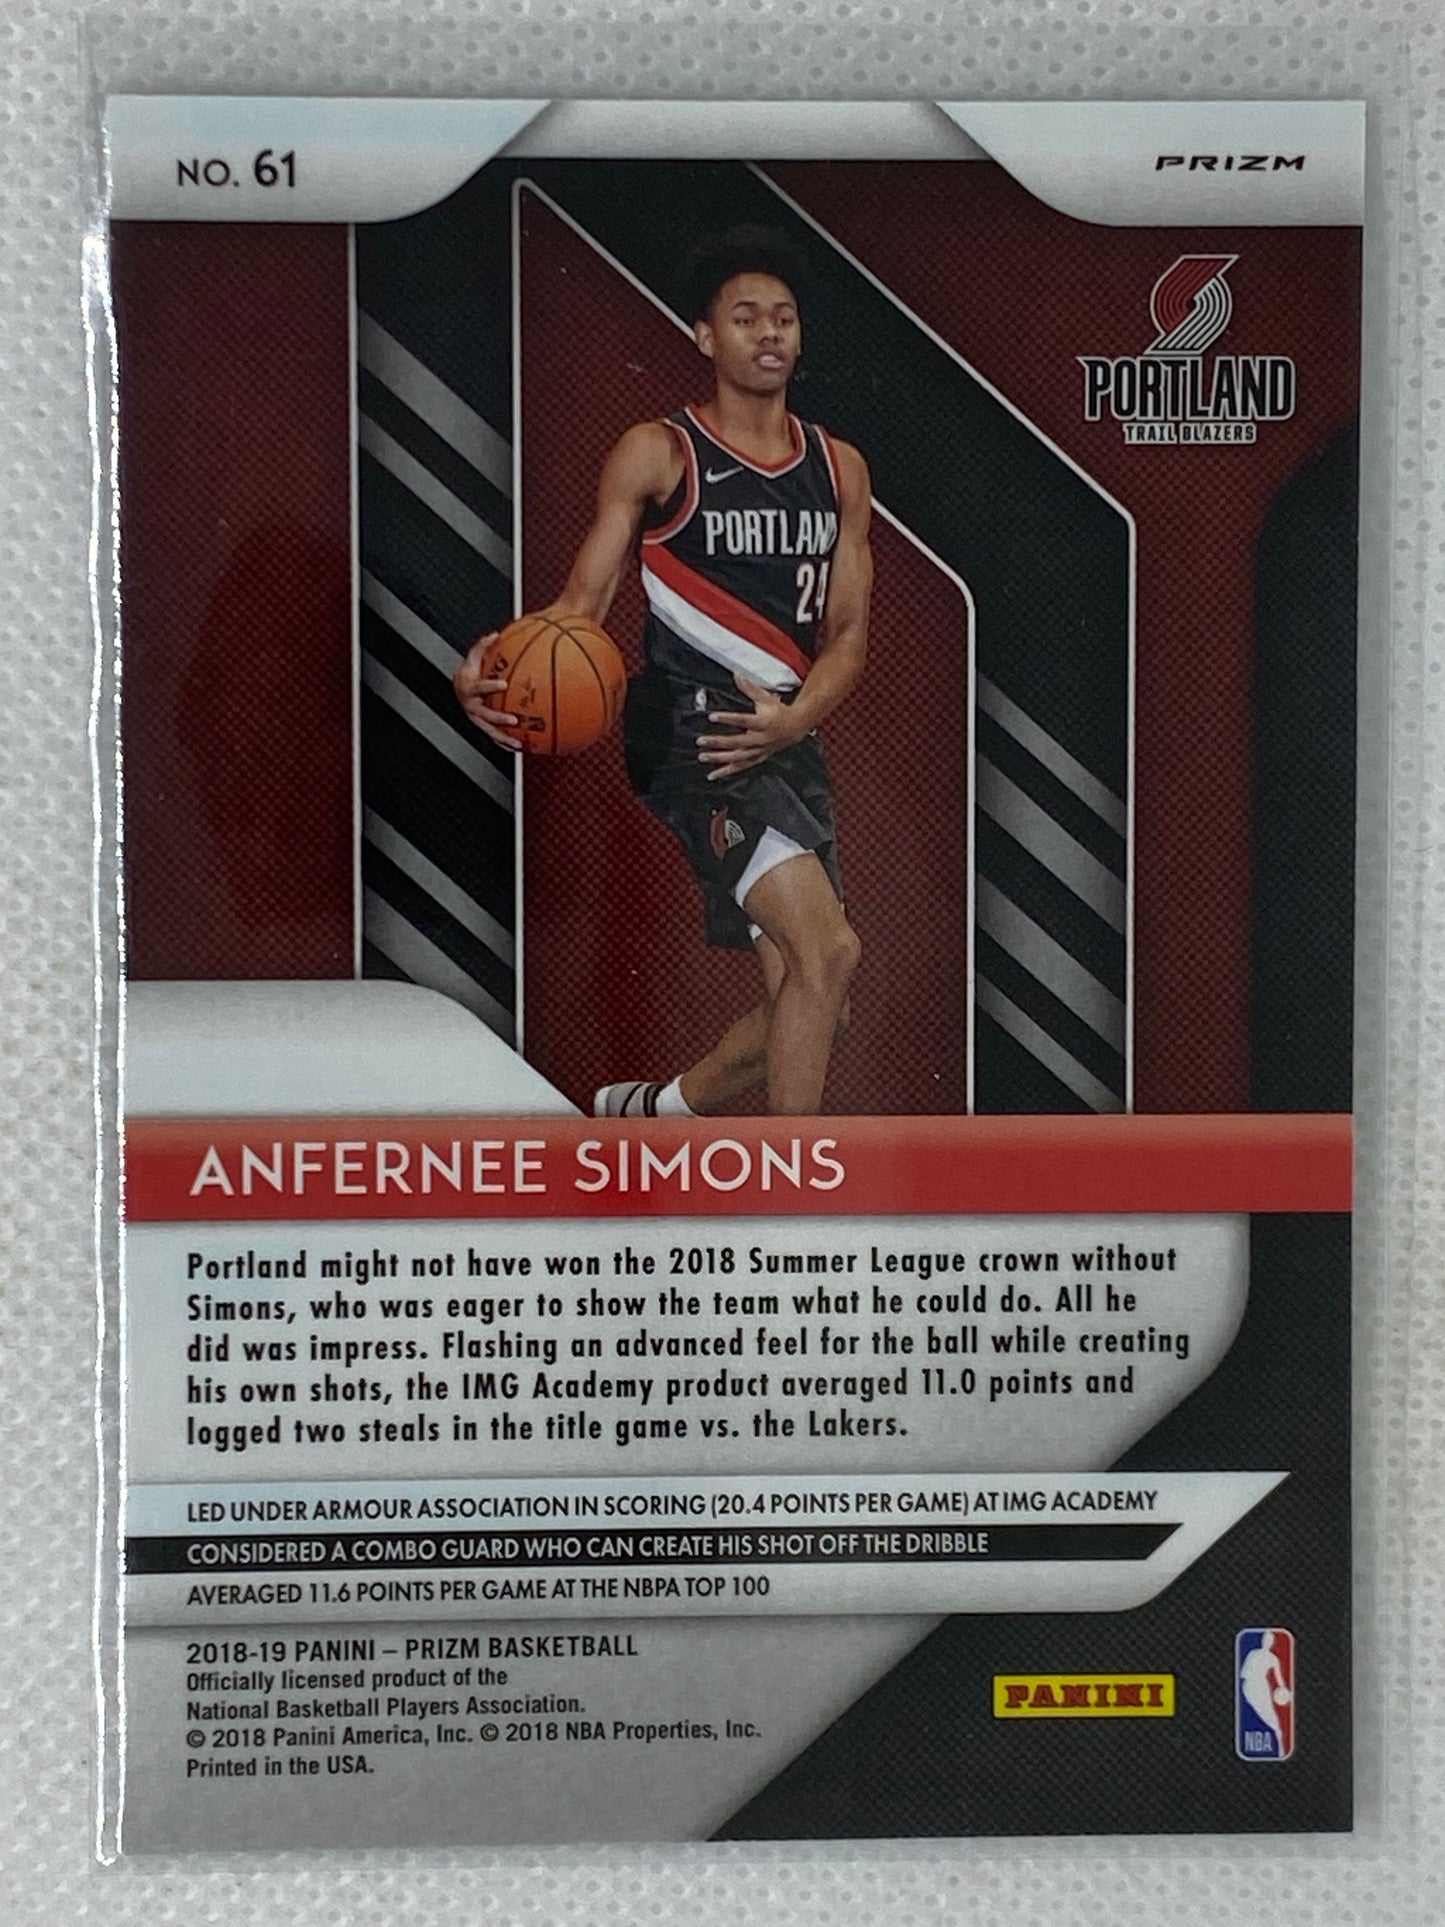 NO. 61
PRIZM
PORTLAND
TRAIL BLAZERS
PORTLAND
24
ANFERNEE SIMONS
Portland might not have won the 2018 Summer League crown without
Simons, who was eager to show the team what he could do. All he
did was impress. Flashing an advanced feel for the ball while creating
his own shots, the IMG Academy product averaged 11.0 points and
logged two steals in the title game vs. the Lakers.
LED UNDER ARMOUR ASSOCIATION IN SCORING (20.4 POINTS PER GAME) AT IMG ACADEMY
CONSIDERED A COMBO GUARD WHO CAN CREATE HIS SHOT OFF THE DRIBBLE
AVERAGED 11.6 POINTS PER GAME AT THE NBPA TOP 100
2018-19 PANINI – PRIZM BASKETBALL
Officially licensed product of the
National Basketball Players Association.
© 2018 Panini America, Inc. © 2018 NBA Properties, Inc.
Printed in the USA.
PANINI
NBA